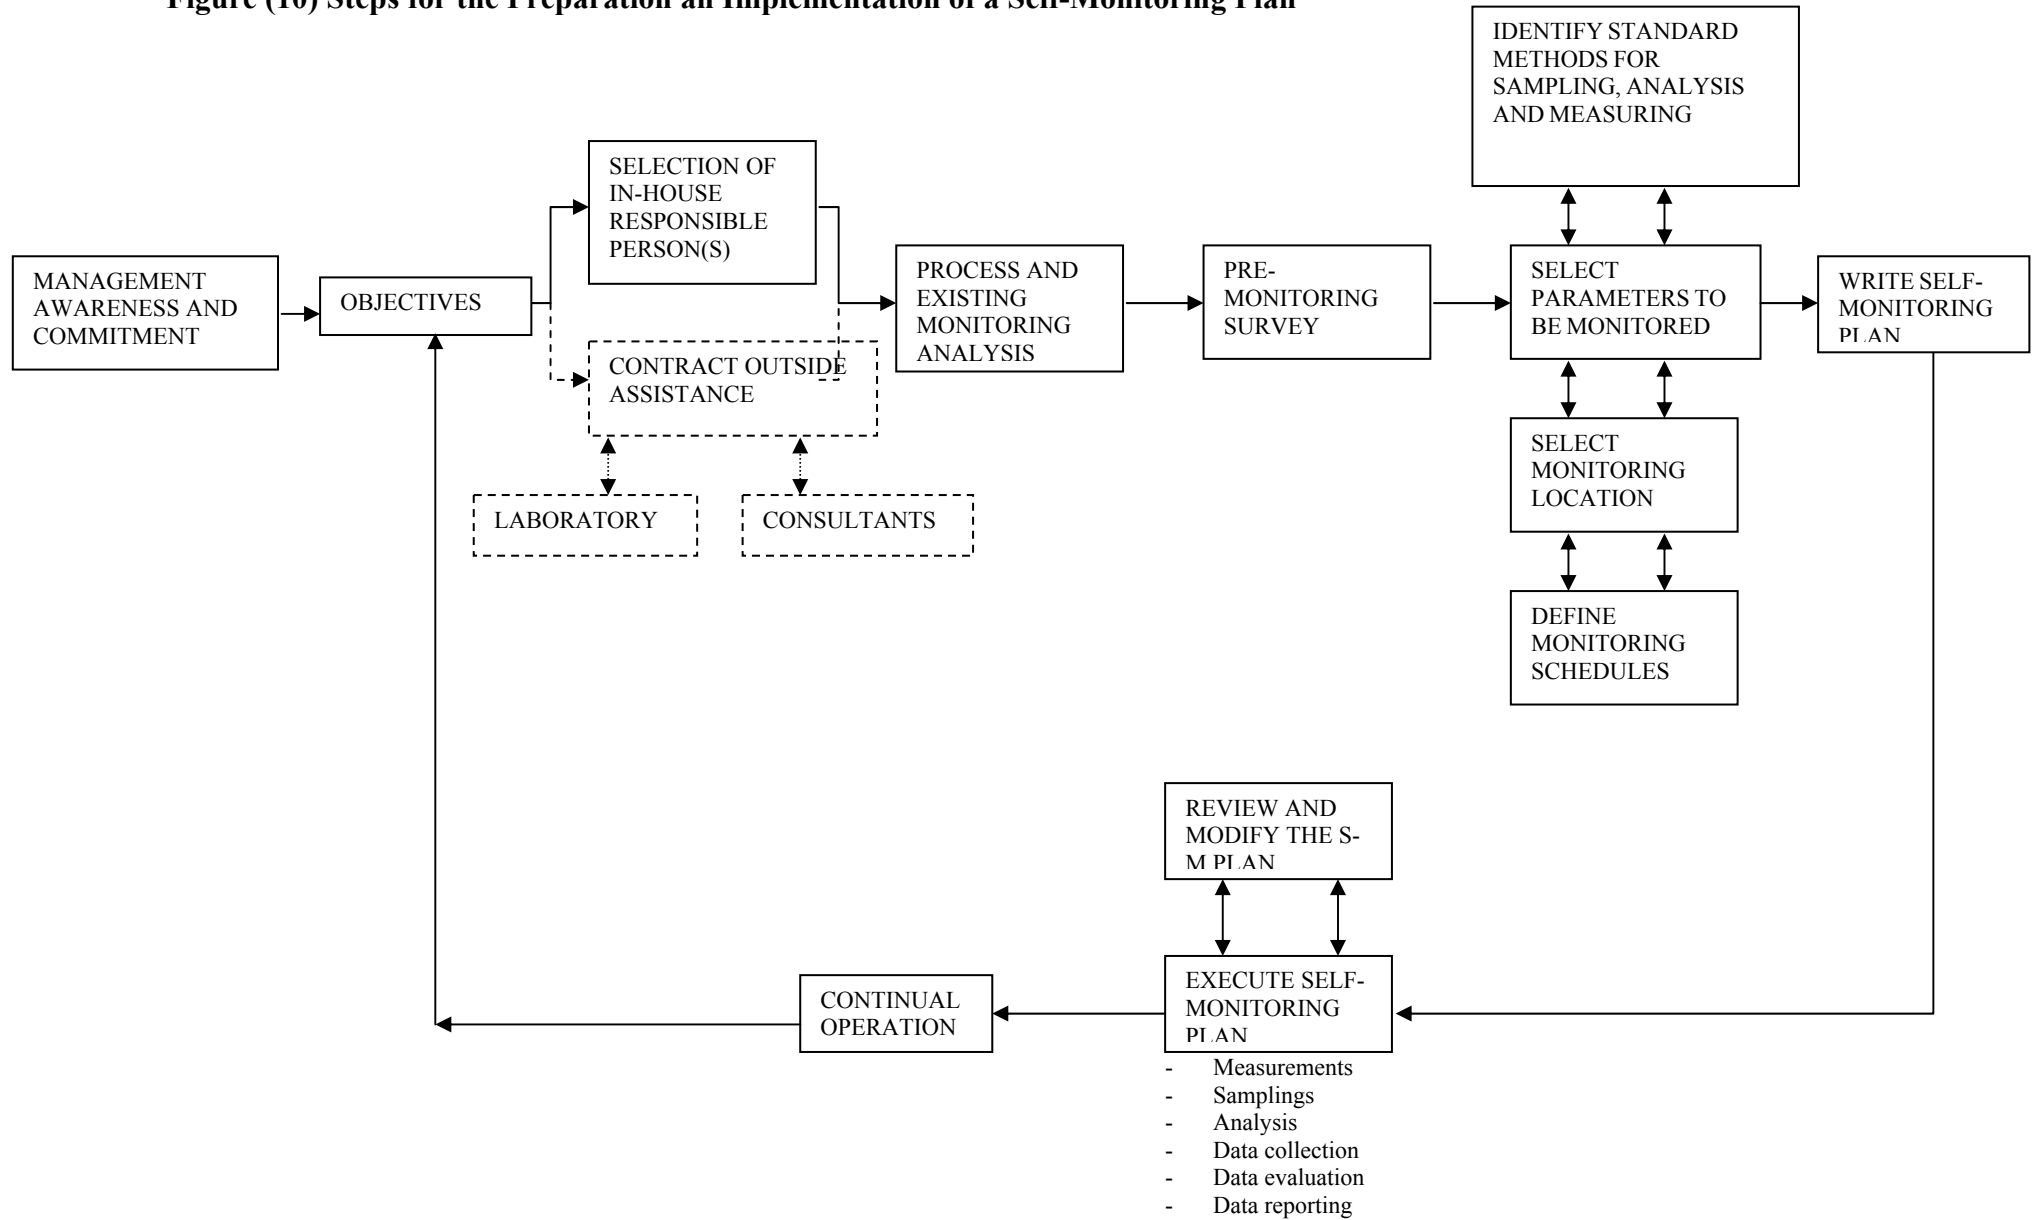 Figure (10) Steps for the Preparation an Implementation of a Self-Monitoring Plan
IDENTIFY STANDARD
METHODS FOR
SAMPLING, ANALYSIS
AND MEASURING
SELECTION OF
IN-HOUSE
RESPONSIBLE
PERSON(S)
MANAGEMENT
AWARENESS AND
COMMITMENT
OBJECTIVES
PROCESS AND
EXISTING
MONITORING
ANALYSIS
PRE-
MONITORING
SURVEY
SELECT
PARAMETERS TO
BE MONITORED
WRITE SELF-
MONITORING
PLAN
CONTRACT OUTSIDE
ASSISTANCE
LABORATORY
CONSULTANTS
SELECT
MONITORING
LOCATION
DEFINE
MONITORING
SCHEDULES
REVIEW AND
MODIFY THE S-
M PLAN
EXECUTE SELF-
MONITORING
PLAN
CONTINUAL
OPERATION
- Measurements
- Samplings
- Analysis
- Data collection
- Data evaluation
- Data reporting